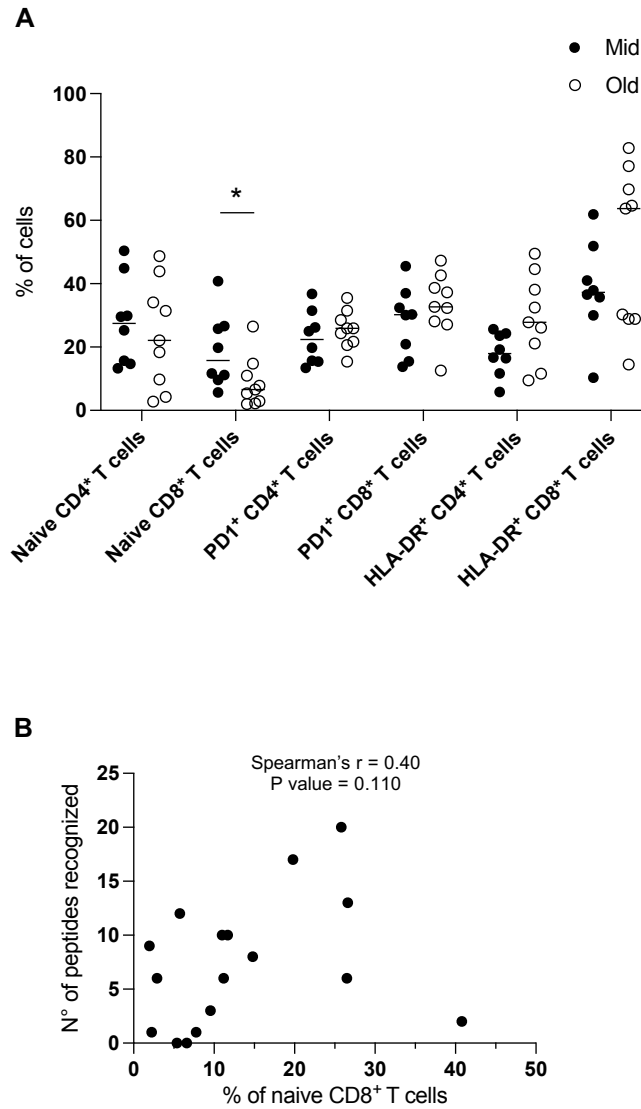 A
Mid
Old
100
80
60
40
20
0
% of cells
*
Naive CD4⁺ T cells
Naive CD8⁺ T cells
PD1⁺ CD4⁺ T cells
PD1⁺ CD8⁺ T cells
HLA-DR⁺ CD4⁺ T cells
HLA-DR⁺ CD8⁺ T cells
B
Spearman's r = 0.40
P value = 0.110
25
20
15
10
5
0
N° of peptides recognized
0 10 20 30 40 50
% of naive CD8⁺ T cells